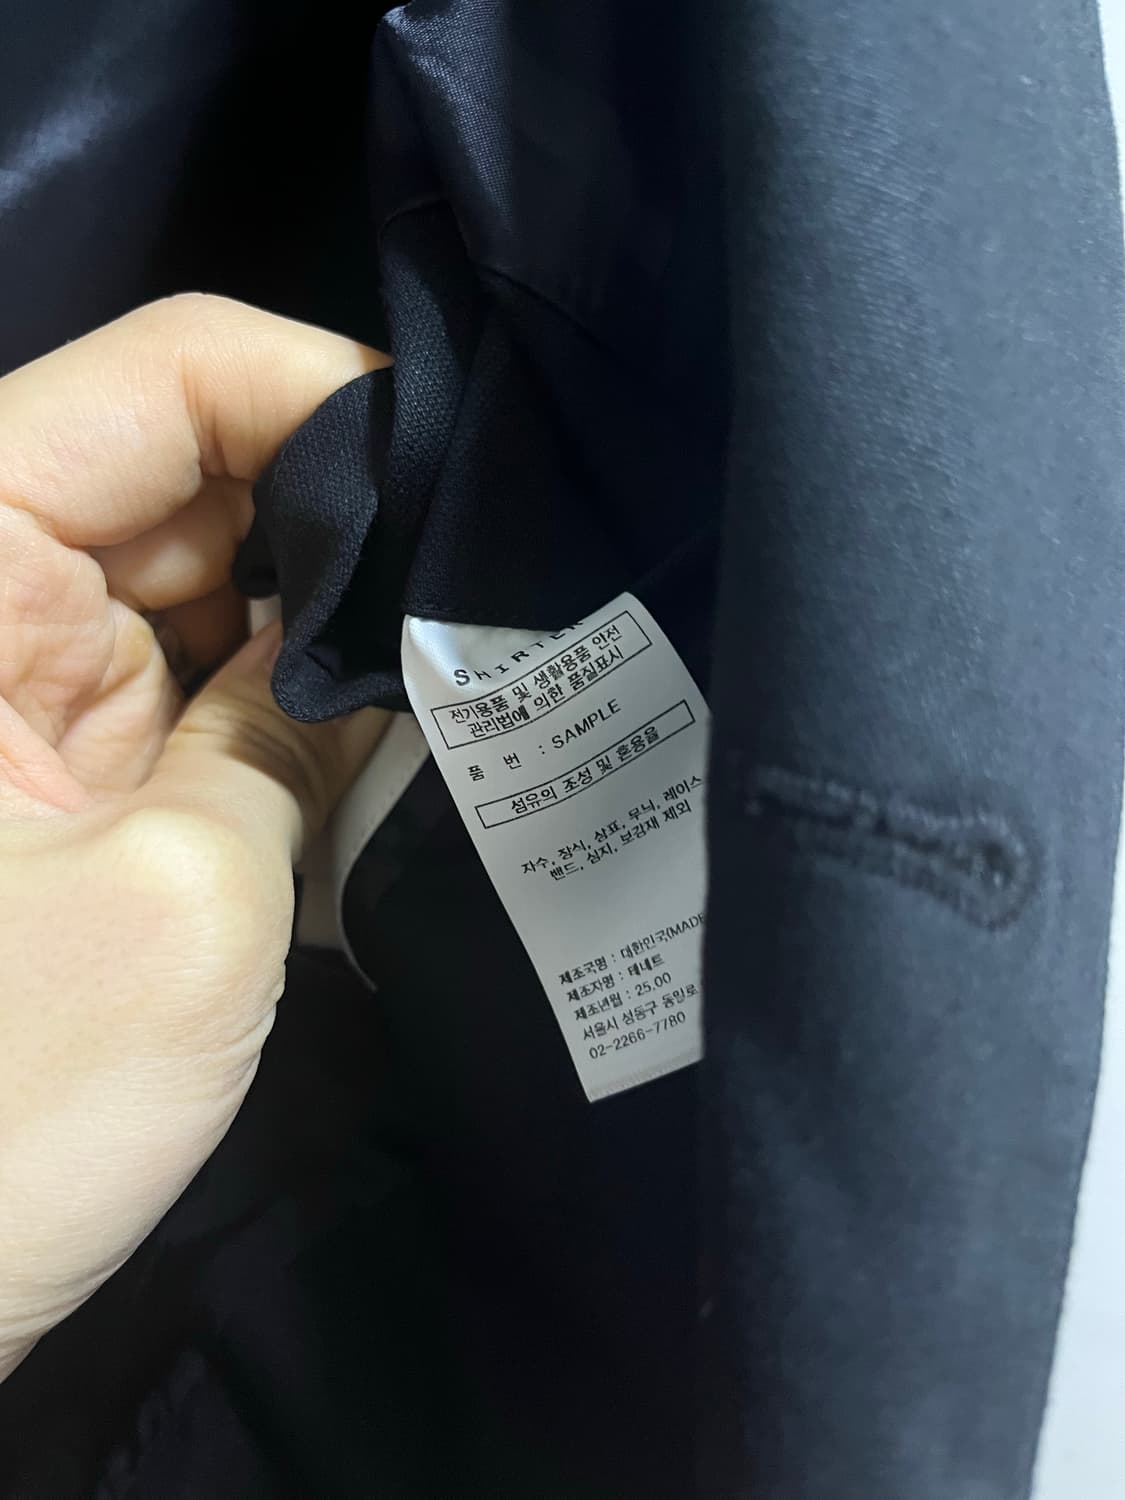 SHIRTER
전기용품 및 생활용품 안전
관리법에 의한 품질표시
품 번 : SAMPLE
섬유의 조성 및 혼용율
자수, 장식, 상표, 무늬, 레이스
밴드, 심지, 보강재 제외
제조국명 : 대한민국(MADE
제조자명 : 테네트
제조년월 : 25.00
서울시 성동구 동일로
02-2266-7780